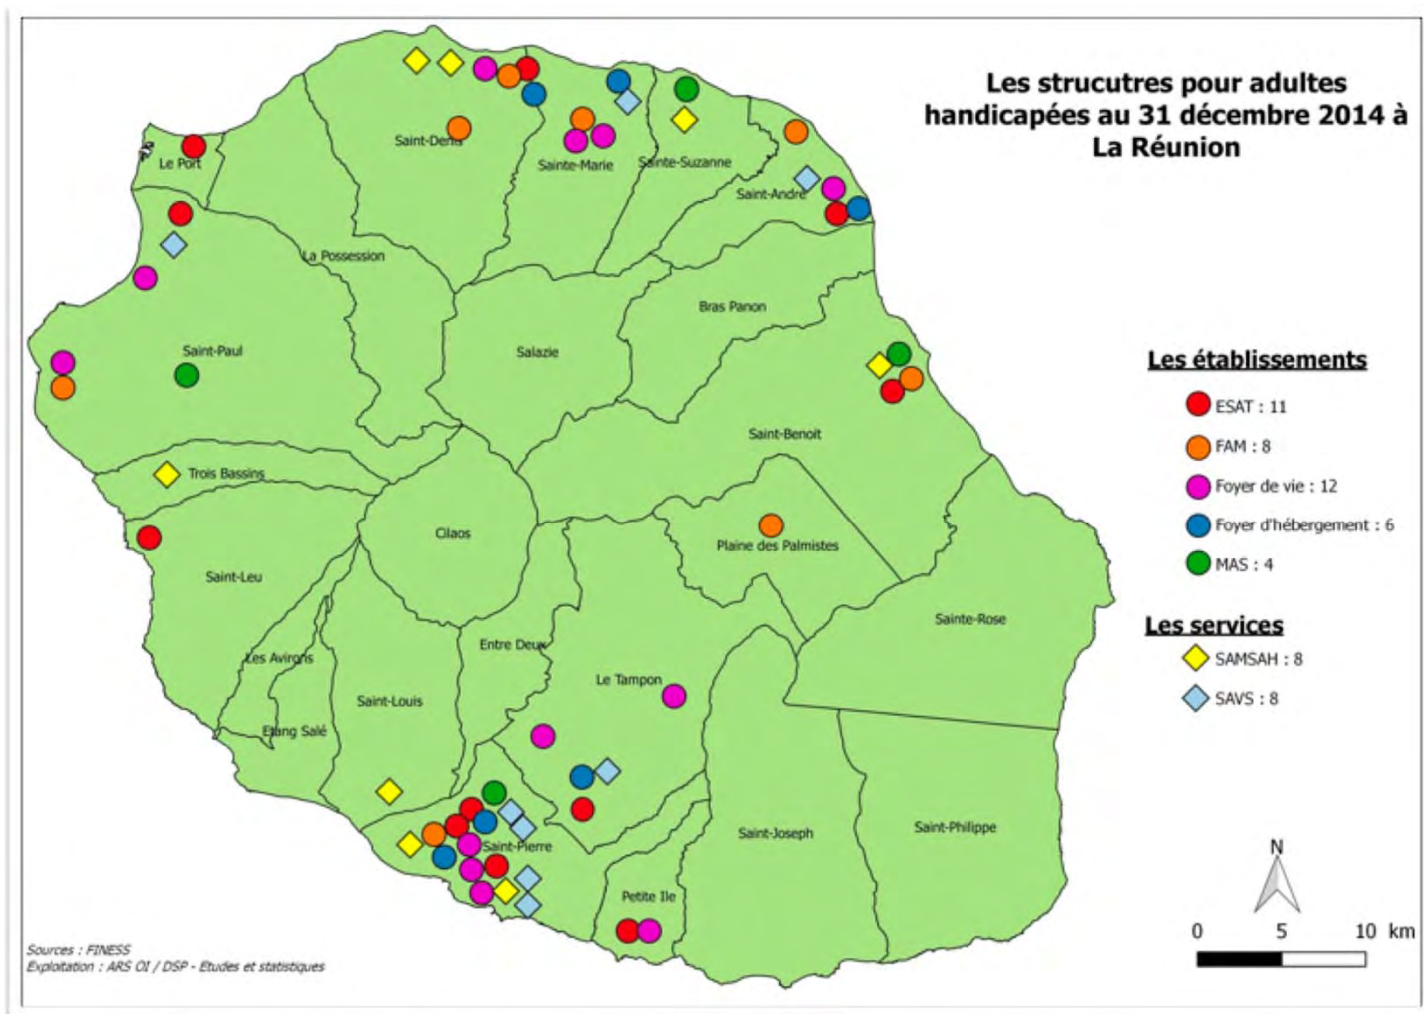 Les strucutres pour adultes
handicapées au 31 décembre 2014 à
La Réunion
Le Port
Saint-Denis
Sainte-Marie
Sainte-Suzanne
Saint-André
La Possession
Bras Panon
Saint-Paul
Salazie
Saint-Benoit
Trois Bassins
Cilaos
Plaine des Palmistes
Saint-Leu
Sainte-Rose
Entre Deux
Les Avirons
Le Tampon
Saint-Louis
Etang Salé
Saint-Philippe
Saint-Joseph
Saint-Pierre
Petite Ile
Les établissements
ESAT : 11
FAM : 8
Foyer de vie : 12
Foyer d'hébergement : 6
MAS : 4
Les services
SAMSAH : 8
SAVS : 8
N
0 5 10 km
Sources : FINESS
Exploitation : ARS OI / DSP - Etudes et statistiques